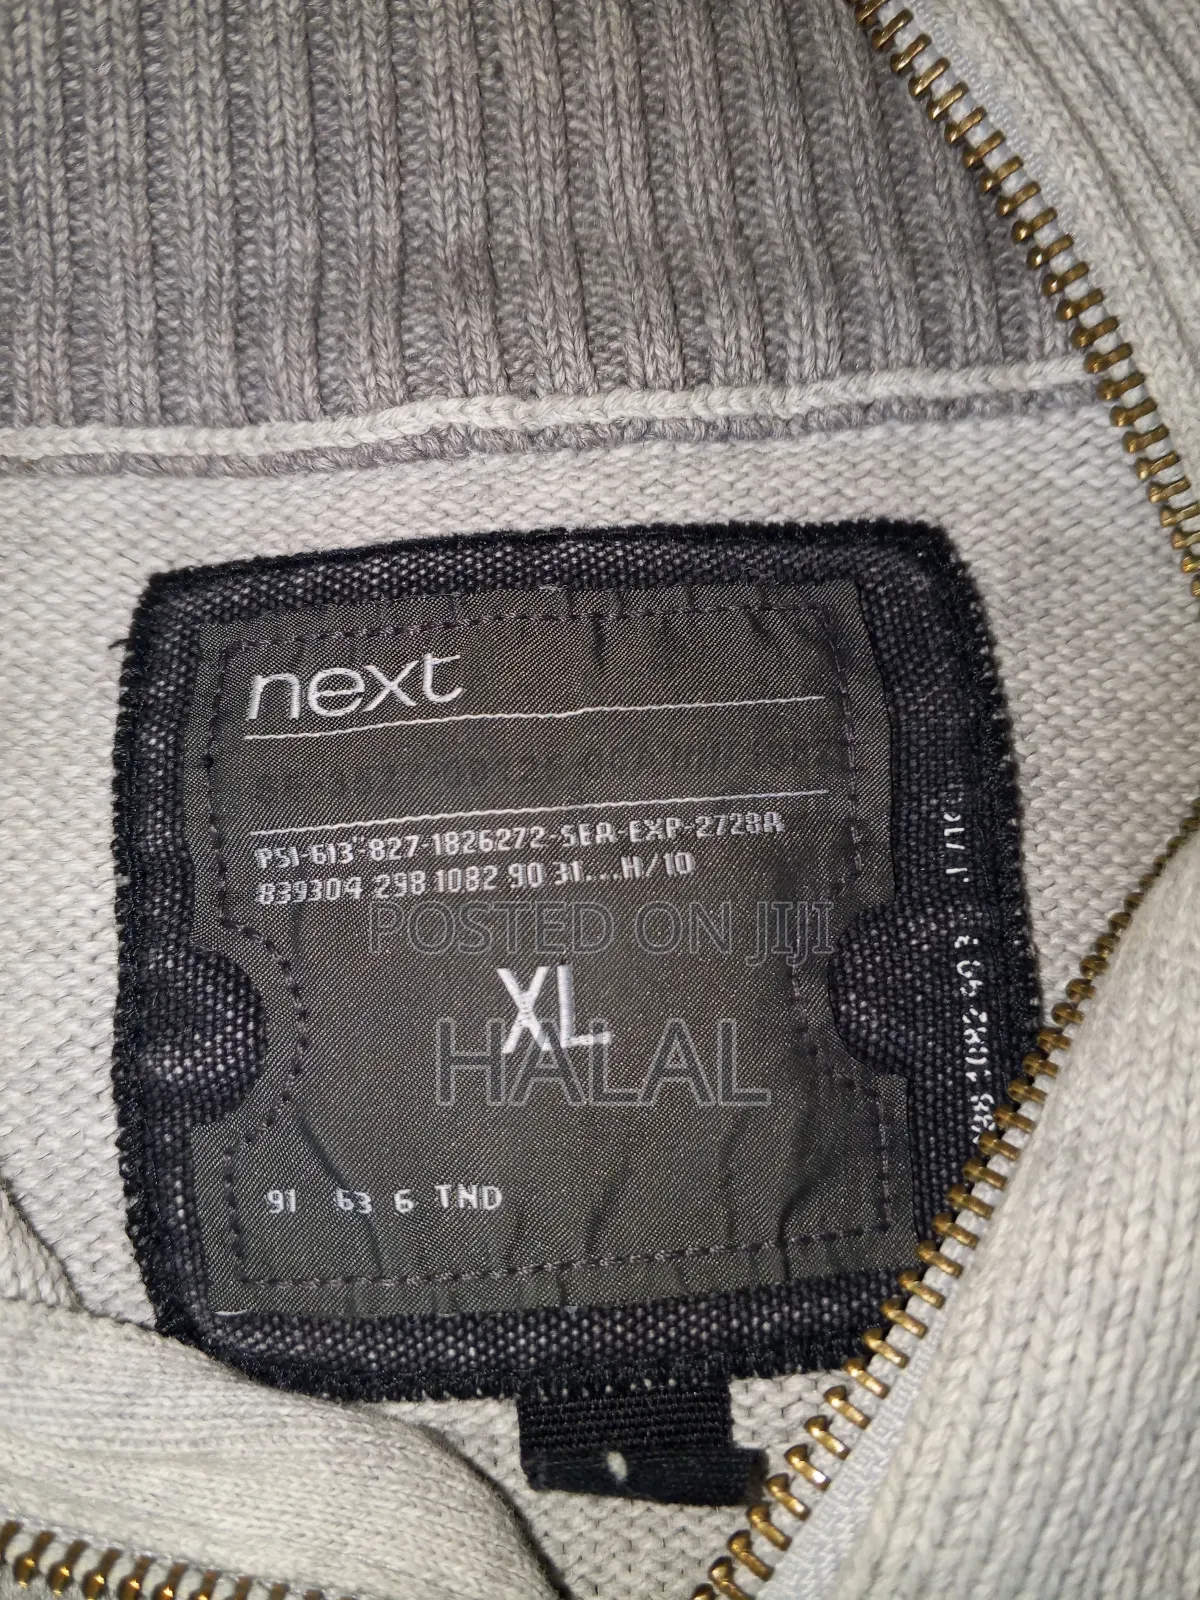 next
PSI-613-827-1826272-SEA-EXP-2728A
839304 298 1082 90 31....H/10
POSTED ON JIJI
XL
HALAL
91 63 6 TND